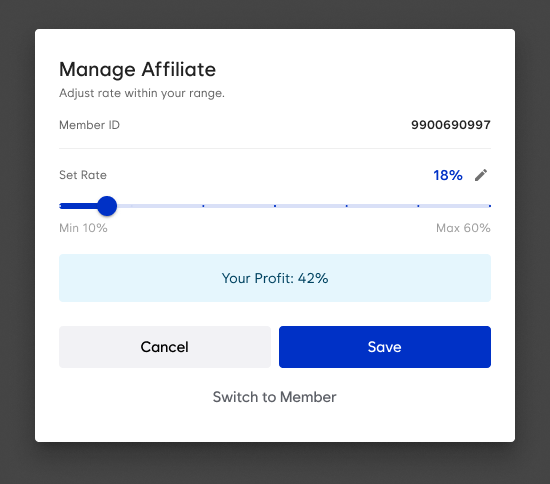 Manage Affiliate
Adjust rate within your range.
Member ID 9900690997
Set Rate 18%
Min 10% Max 60%
Your Profit: 42%
Cancel Save
Switch to Member